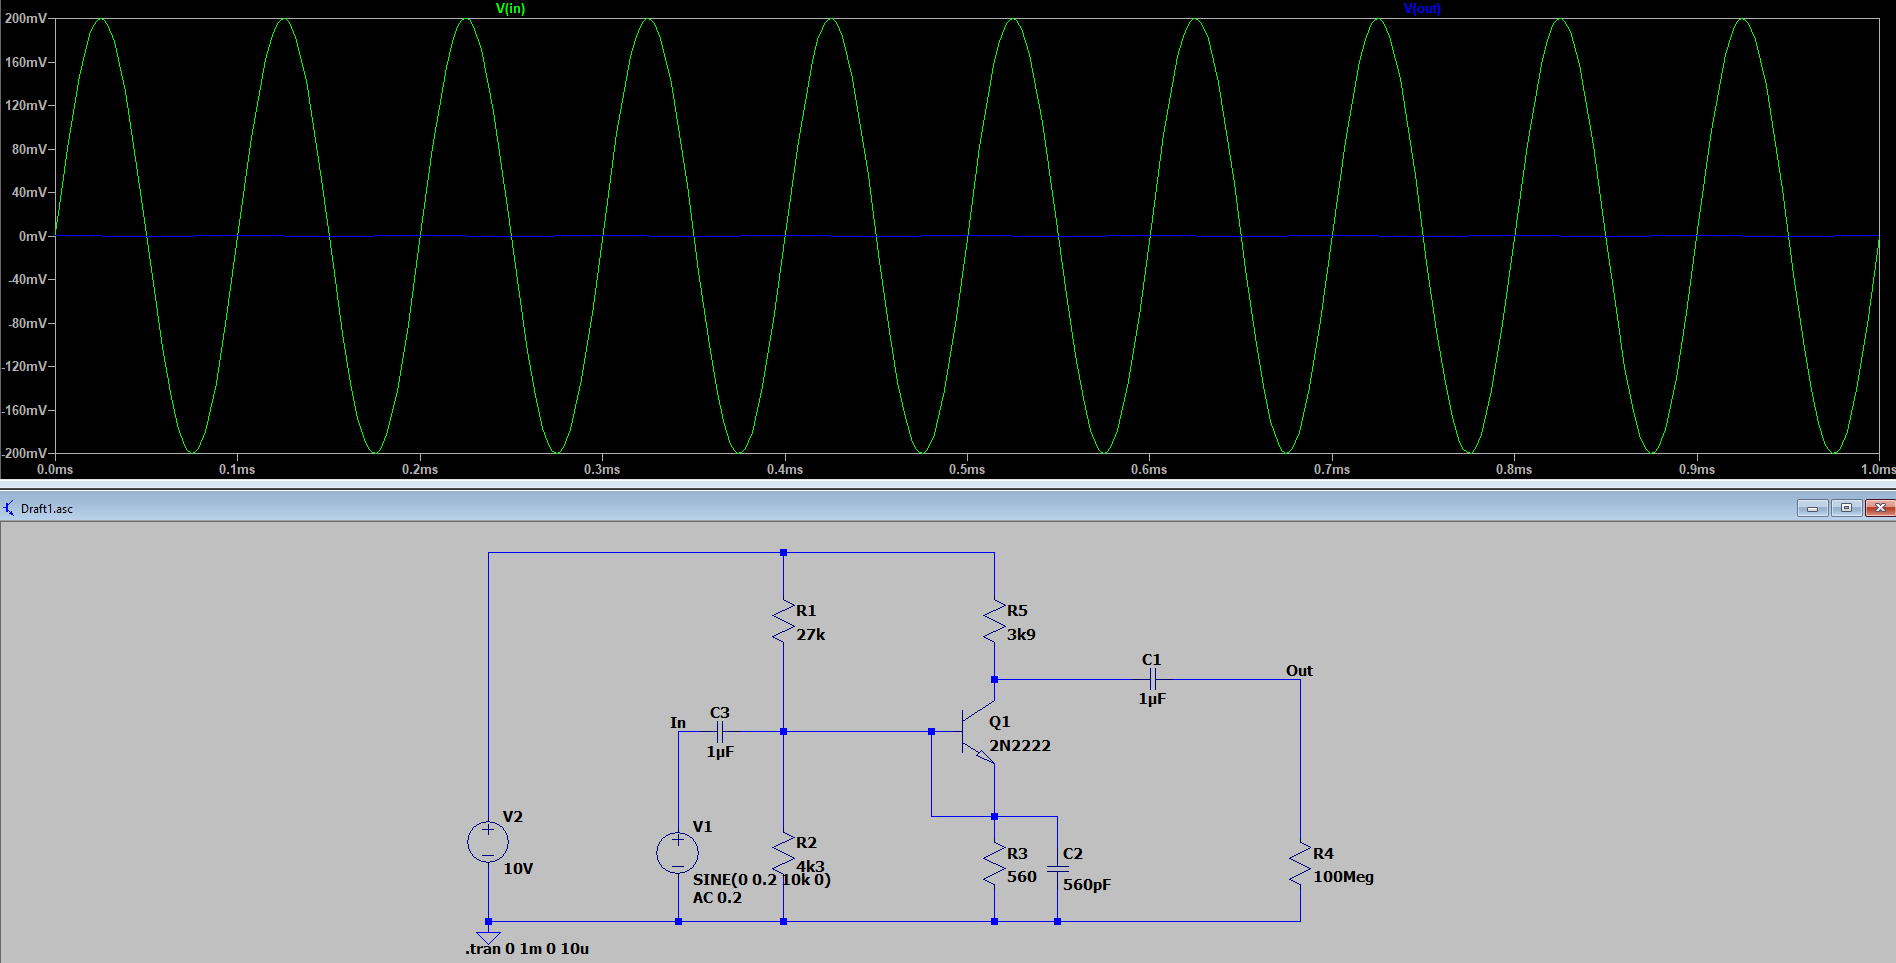 V(in) V(out)
200mV
160mV
120mV
80mV
40mV
0mV
-40mV
-80mV
-120mV
-160mV
-200mV
0.0ms 0.1ms 0.2ms 0.3ms 0.4ms 0.5ms 0.6ms 0.7ms 0.8ms 0.9ms 1.0ms
Draft1.asc
R1
27k
R5
3k9
C1
1µF
Out
In
C3
1µF
Q1
2N2222
V2
10V
V1
SINE(0 0.2 10k 0)
AC 0.2
R2
4k3
R3
560
C2
560pF
R4
100Meg
.tran 0 1m 0 10u